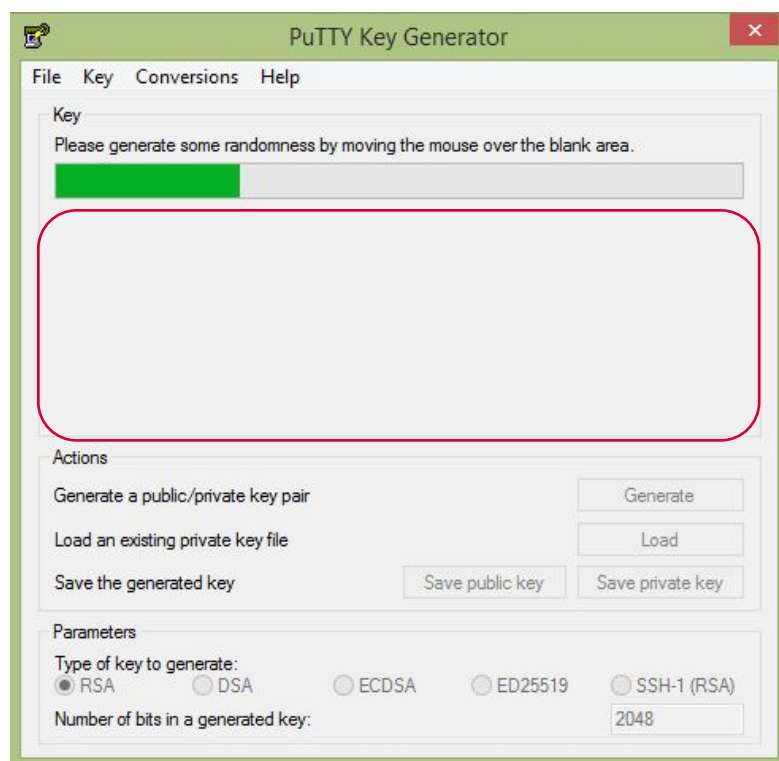 PuTTY Key Generator
File Key Conversions Help
Key
Please generate some randomness by moving the mouse over the blank area.
Actions
Generate a public/private key pair Generate
Load an existing private key file Load
Save the generated key Save public key Save private key
Parameters
Type of key to generate:
RSA DSA ECDSA ED25519 SSH-1 (RSA)
Number of bits in a generated key: 2048